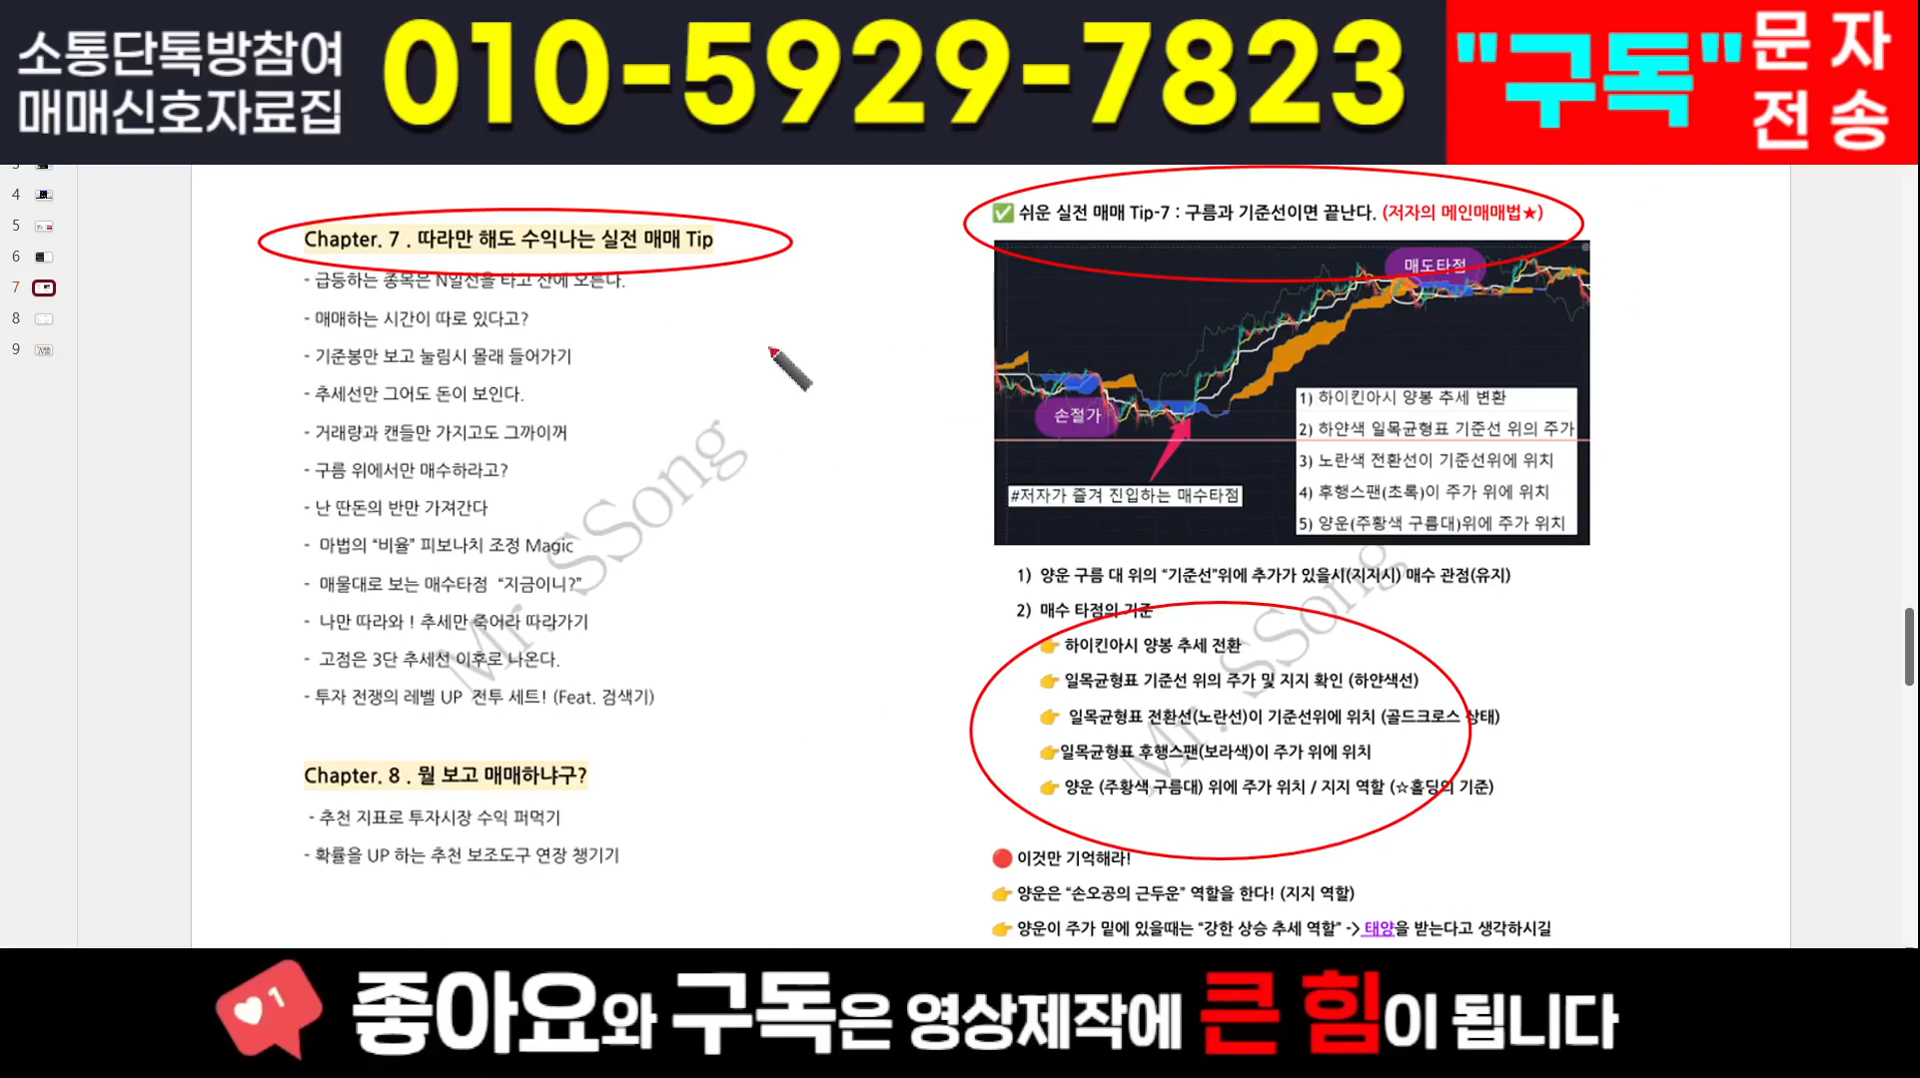 소통단톡방참여
매매신호자료집
010-5929-7823
"구독"
문자
전송
4
5
6
7
8
9
Chapter. 7 . 따라만 해도 수익나는 실전 매매 Tip
- 급등하는 종목은 N일선을 타고 산에 오른다.
- 매매하는 시간이 따로 있다고?
- 기준봉만 보고 눌림시 몰래 들어가기
- 추세선만 그어도 돈이 보인다.
- 거래량과 캔들만 가지고도 그까이꺼
- 구름 위에서만 매수하라고?
- 난 딴돈의 반만 가져간다
- 마법의 “비율” 피보나치 조정 Magic
- 매물대로 보는 매수타점 “지금이니?”
- 나만 따라와 ! 추세만 죽어라 따라가기
- 고점은 3단 추세선 이후로 나온다.
- 투자 전쟁의 레벨 UP 전투 세트! (Feat. 검색기)
Chapter. 8 . 뭘 보고 매매하냐구?
- 추천 지표로 투자시장 수익 퍼먹기
- 확률을 UP 하는 추천 보조도구 연장 챙기기
Mr. SSong
✅ 쉬운 실전 매매 Tip-7 : 구름과 기준선이면 끝난다. (저자의 메인매매법★)
매도타점
손절가
#저자가 즐겨 진입하는 매수타점
1) 하이킨아시 양봉 추세 변환
2) 하얀색 일목균형표 기준선 위의 주가
3) 노란색 전환선이 기준선위에 위치
4) 후행스팬(초록)이 주가 위에 위치
5) 양운(주황색 구름대)위에 주가 위치
1) 양운 구름 대 위의 “기준선”위에 추가가 있을시(지지시) 매수 관점(유지)
2) 매수 타점의 기준
👉 하이킨아시 양봉 추세 전환
👉 일목균형표 기준선 위의 주가 및 지지 확인 (하얀색선)
👉 일목균형표 전환선(노란선)이 기준선위에 위치 (골드크로스 상태)
👉일목균형표 후행스팬(보라색)이 주가 위에 위치
👉 양운 (주황색 구름대) 위에 주가 위치 / 지지 역할 (☆홀딩의 기준)
Mr. SSong
🔴 이것만 기억해라!
👉 양운은 “손오공의 근두운” 역할을 한다! (지지 역할)
👉 양운이 주가 밑에 있을때는 “강한 상승 추세 역할” -> 태양을 받는다고 생각하시길
1
좋아요와 구독은 영상제작에 큰 힘이 됩니다